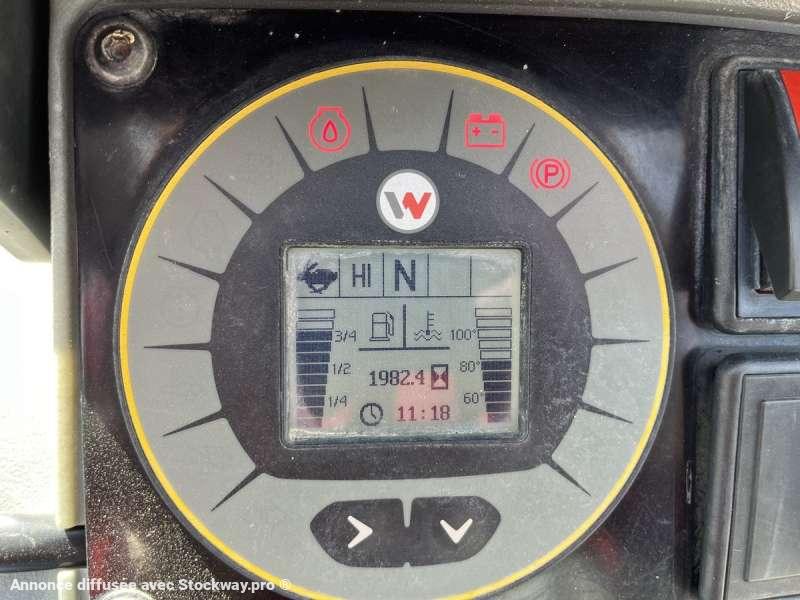 P
W
HI N
3/4 100°
1/2 80°
1982.4
1/4 60°
11:18
Annonce diffusée avec Stockway.pro ®